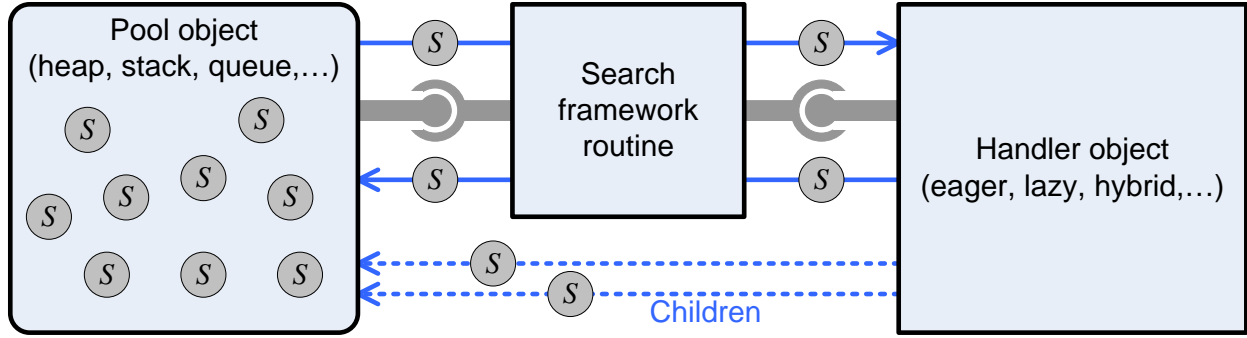 Pool object
(heap, stack, queue,…)
S
S
S
S
S
S
S
S
S
S
S
Search
framework
routine
S
S
Handler object
(eager, lazy, hybrid,…)
S
S
Children